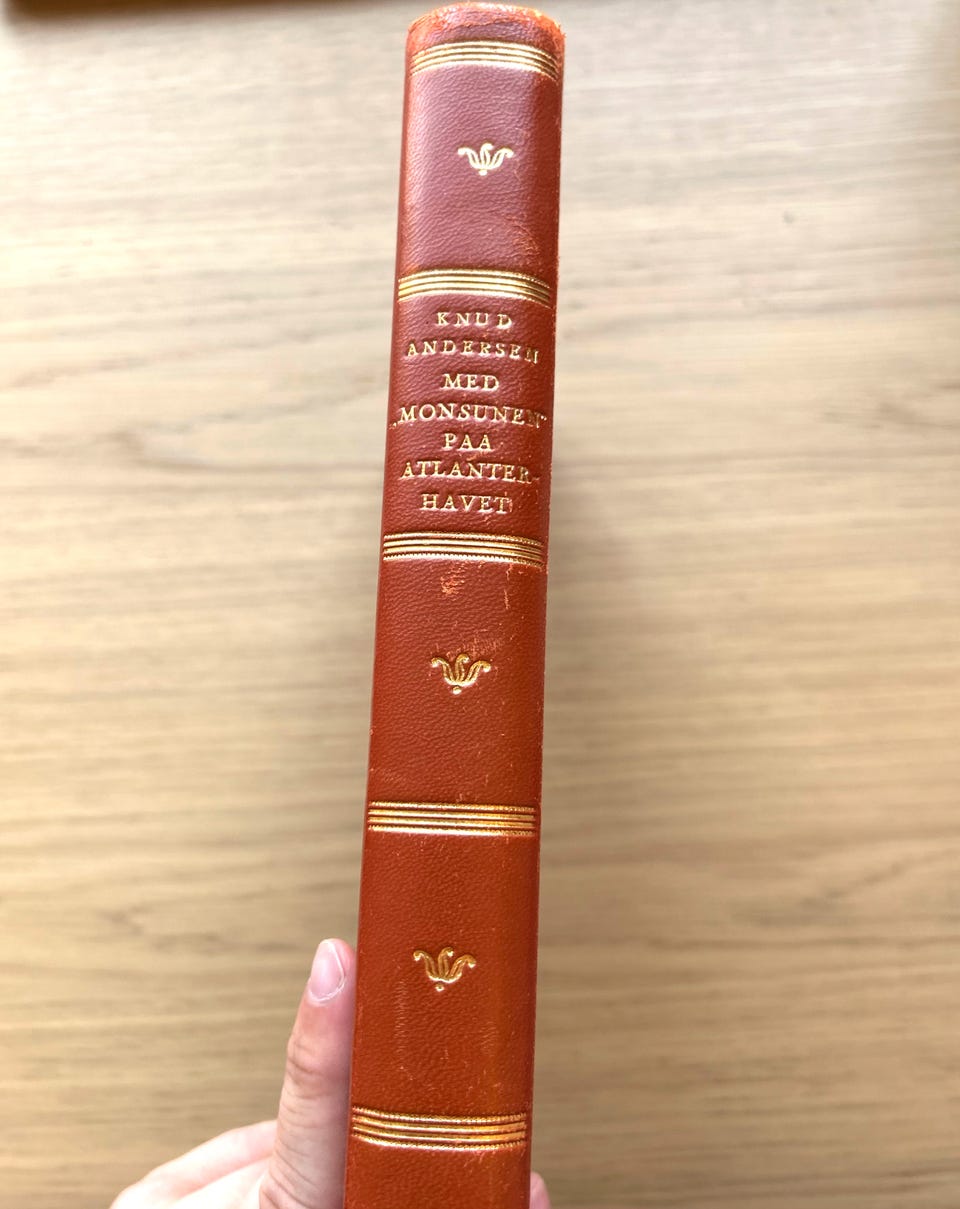 KNUD
ANDERSEN
MED
„MONSUNEN”
PAA
ATLANTER-
HAVET